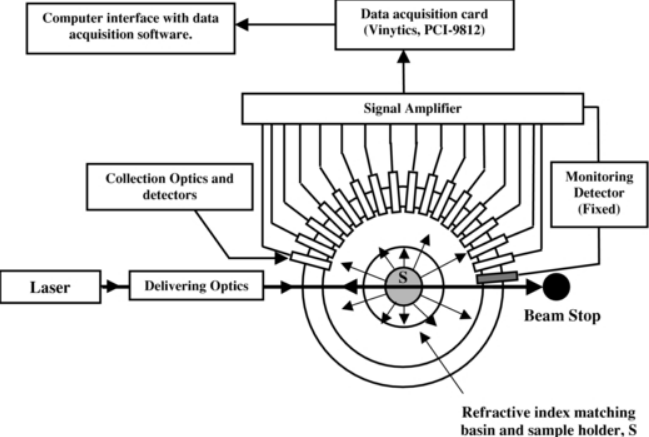 Computer interface with data
acquisition software.
Data acquisition card
(Vinytics, PCI-9812)
Signal Amplifier
Collection Optics and
detectors
Monitoring
Detector
(Fixed)
S
Laser
Delivering Optics
Beam Stop
Refractive index matching
basin and sample holder, S